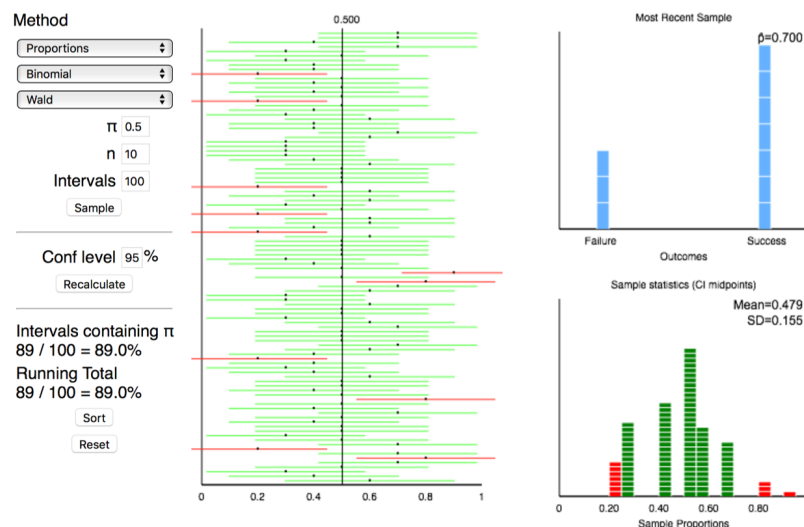 Method
Proportions
Binomial
Wald
π 0.5
n 10
Intervals 100
Sample
Conf level 95 %
Recalculate
Intervals containing π
89 / 100 = 89.0%
Running Total
89 / 100 = 89.0%
Sort
Reset
0.500
0 0.2 0.4 0.6 0.8 1
Most Recent Sample
p̂=0.700
Failure Success
Outcomes
Sample statistics (CI midpoints)
Mean=0.479
SD=0.155
0 0.20 0.40 0.60 0.80
Sample Proportions